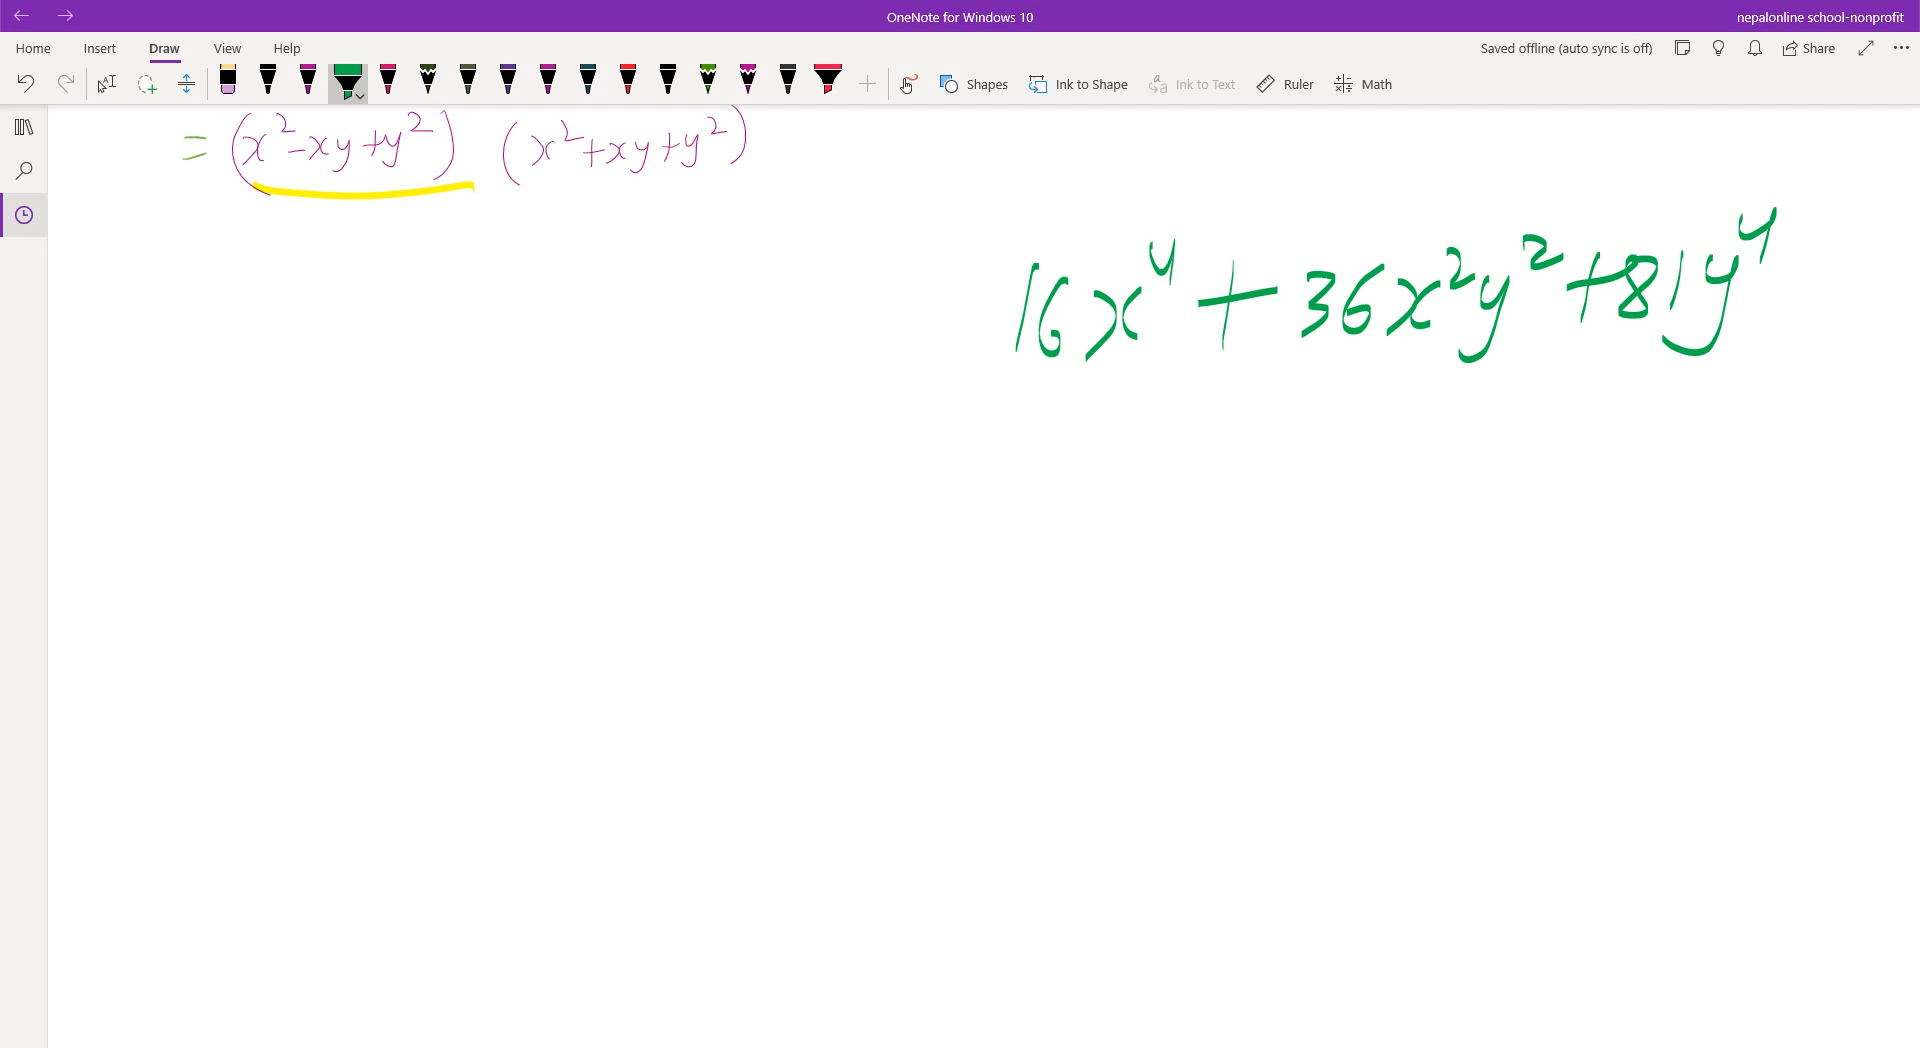 OneNote for Windows 10
nepalonline school-nonprofit
Home Insert Draw View Help
Saved offline (auto sync is off) Share
Shapes Ink to Shape Ink to Text Ruler Math
= (x² - xy + y²) (x² + xy + y²)
16x⁴ + 36x²y² + 81y⁴